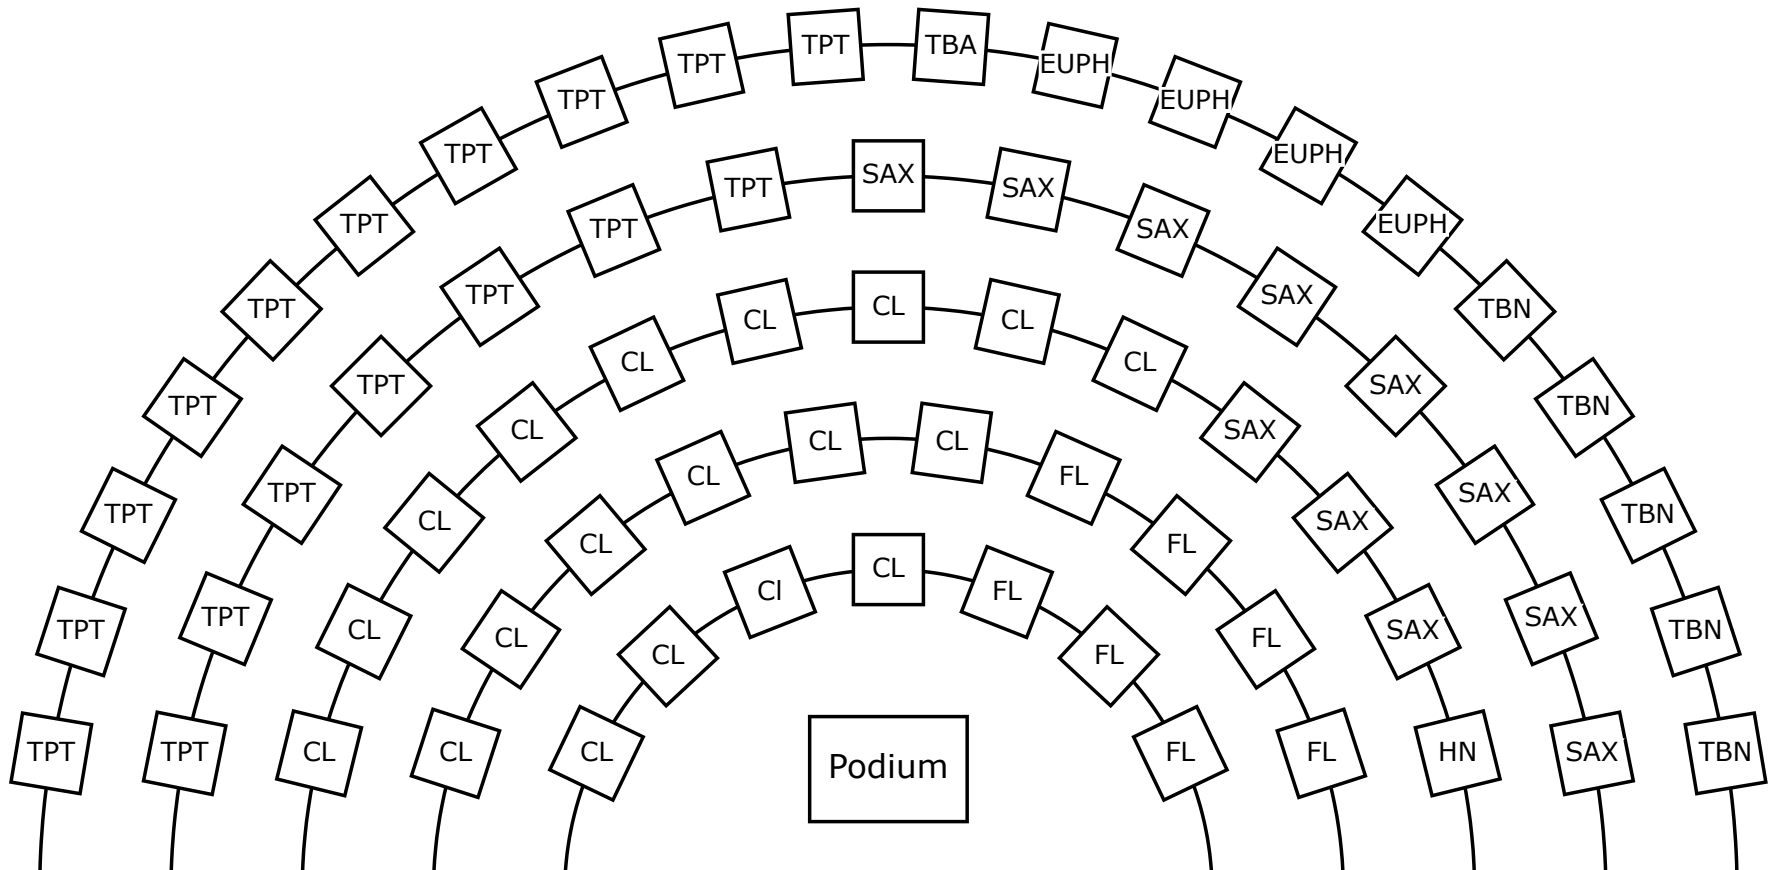 TPT TPT TPT TPT TPT TPT TPT TPT TPT TPT TBA EUPH EUPH EUPH EUPH TBN TBN TBN TBN TBN
TPT TPT TPT TPT TPT TPT TPT SAX SAX SAX SAX SAX SAX SAX SAX
CL CL CL CL CL CL CL CL CL SAX SAX SAX HN
CL CL CL CL CL CL FL FL FL FL
CL CL Cl CL FL FL FL
Podium